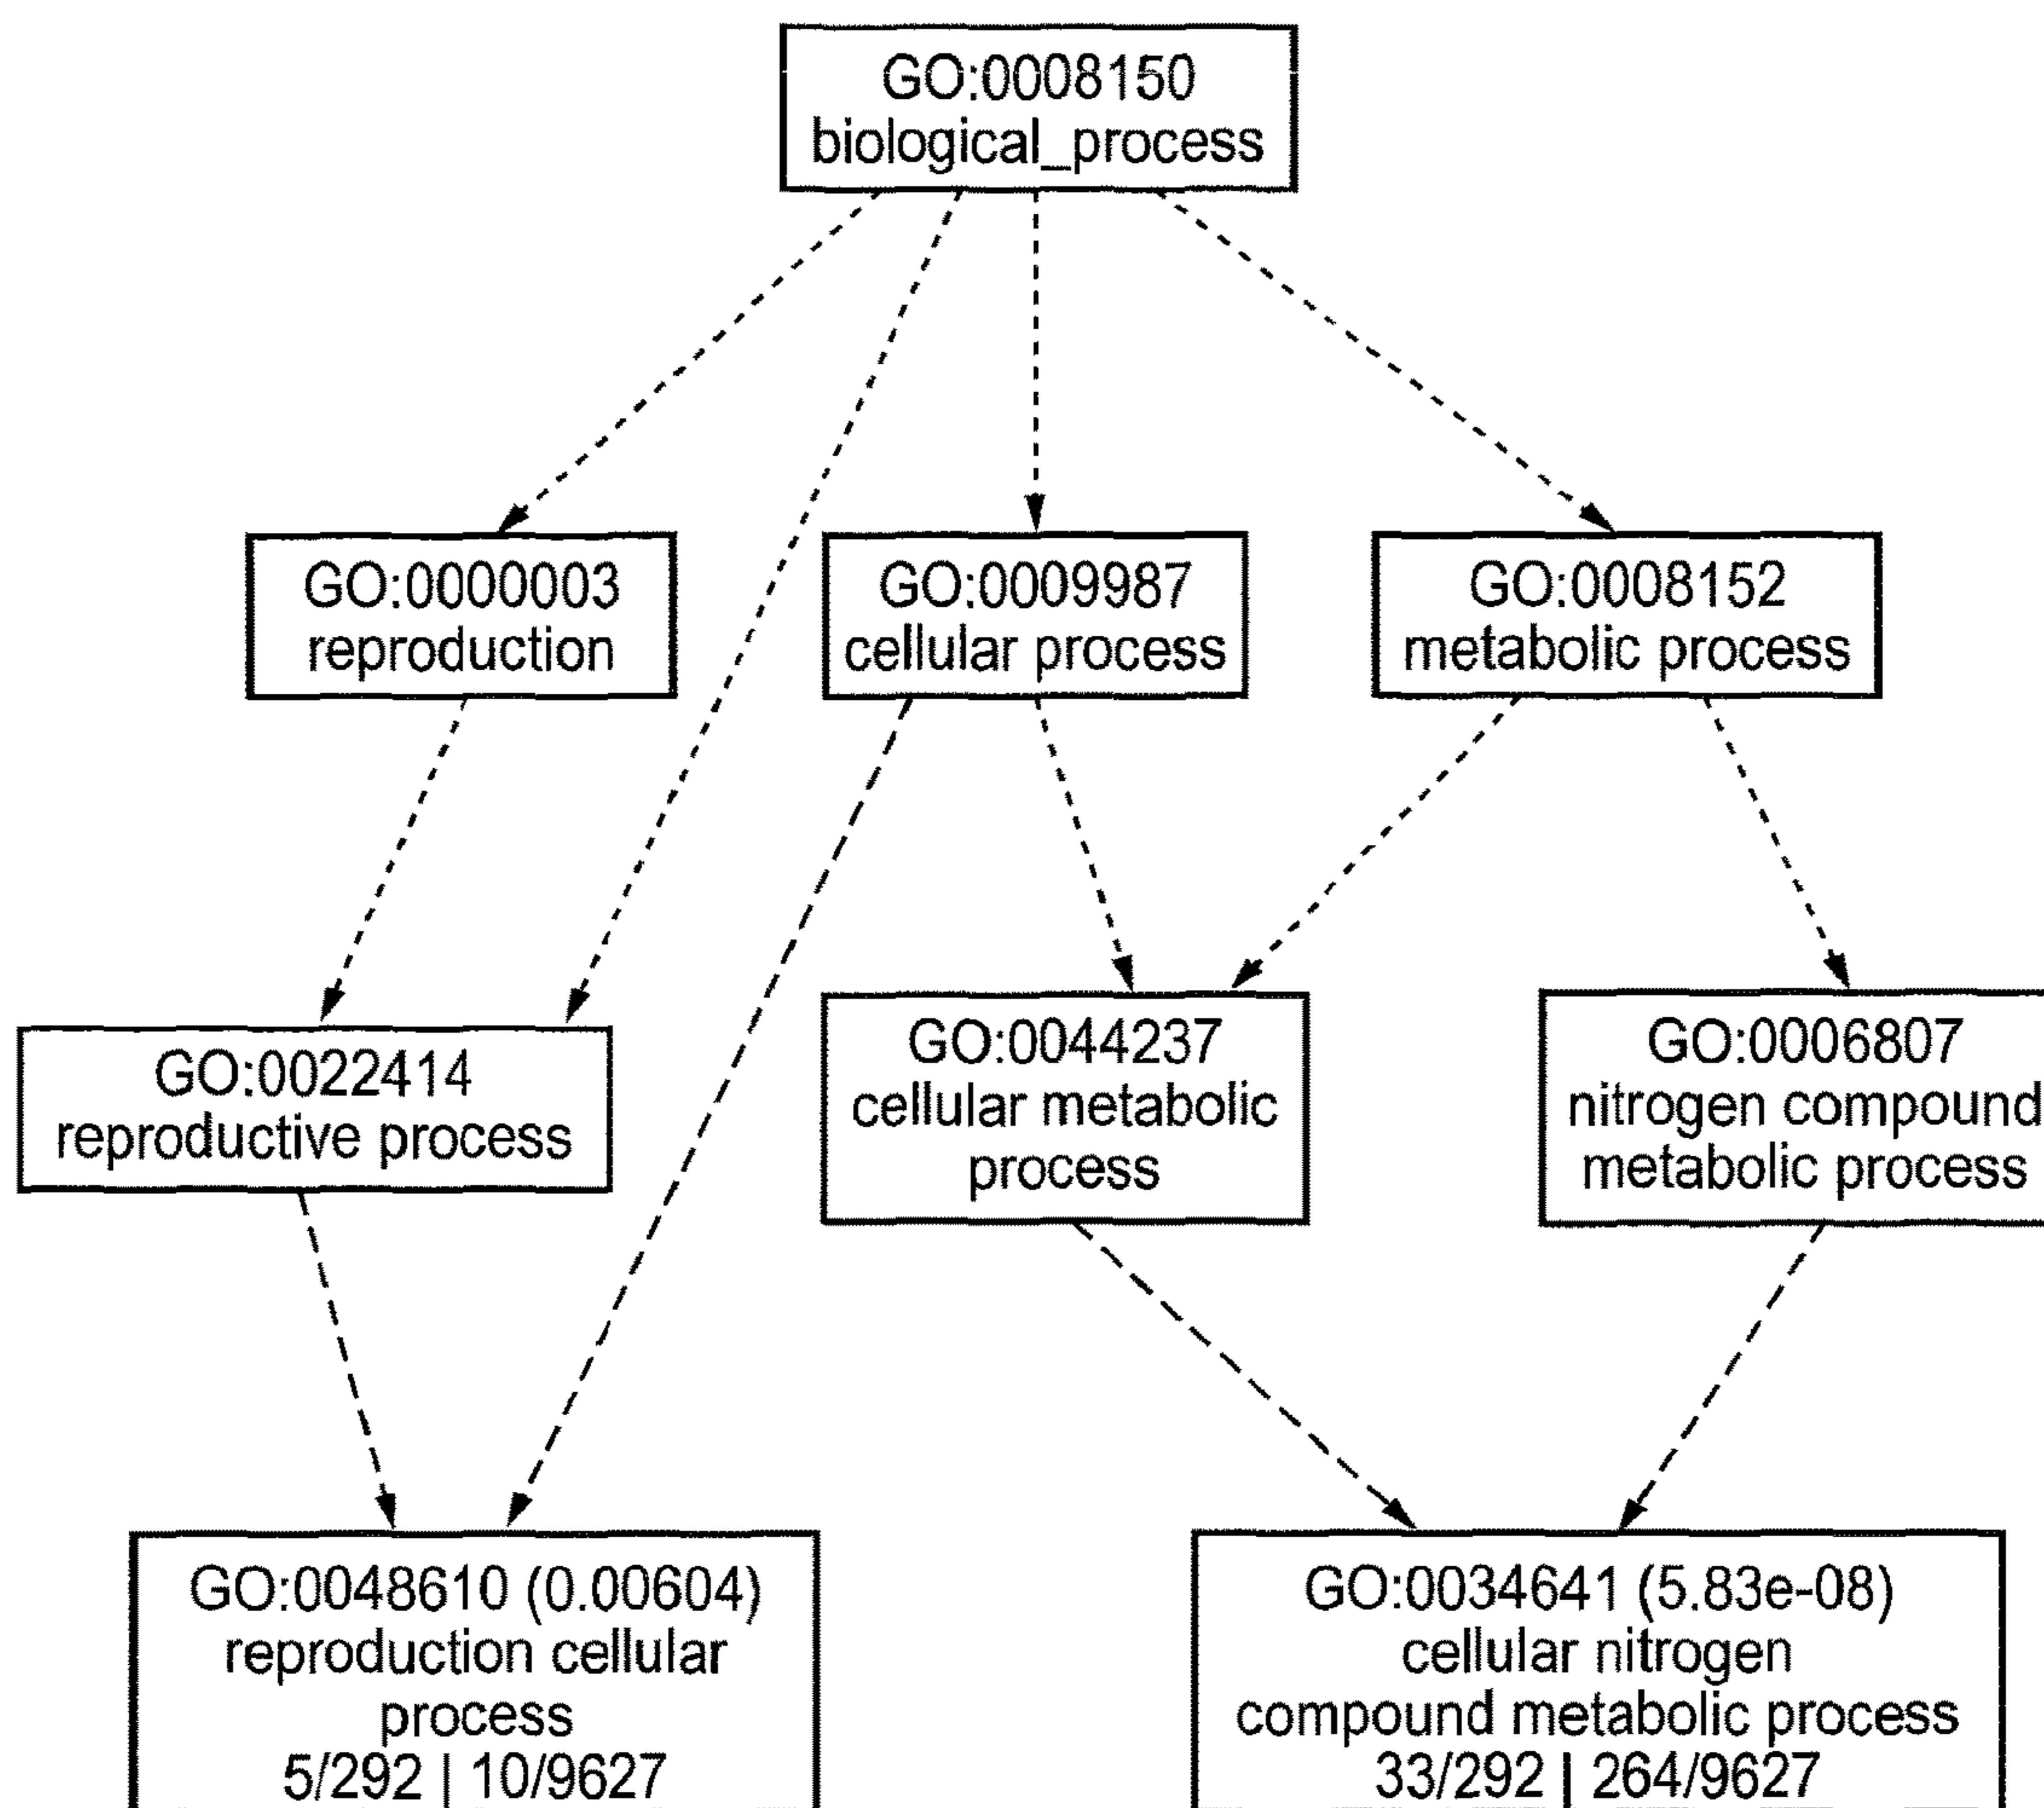 GO:0008150
biological_process
GO:0000003
reproduction
GO:0009987
cellular process
GO:0008152
metabolic process
GO:0022414
reproductive process
GO:0044237
cellular metabolic
process
GO:0006807
nitrogen compound
metabolic process
GO:0048610 (0.00604)
reproduction cellular
process
5/292 | 10/9627
GO:0034641 (5.83e-08)
cellular nitrogen
compound metabolic process
33/292 | 264/9627